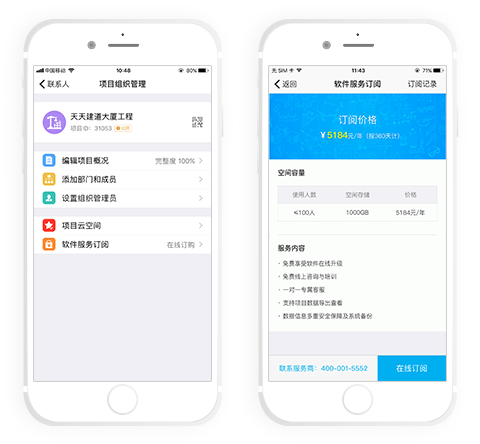 中国移动 10:48 80%
联系人 项目组织管理
天天建道大厦工程
项目ID: 31053
编辑项目概况 完整度 100%
添加部门和成员
设置组织管理员
项目云空间
软件服务订阅 在线订购
无 SIM 卡 11:43 71%
返回 软件服务订阅 订阅记录
订阅价格
¥5184元/年（按360天计）
空间容量
使用人数 空间存储 价格
≤100人 1000GB 5184元/年
服务内容
· 免费享受软件在线升级
· 免费线上咨询与培训
· 一对一专属客服
· 支持项目数据导出查看
· 数据信息多重安全保障及系统备份
联系服务商：400-001-5552 在线订阅